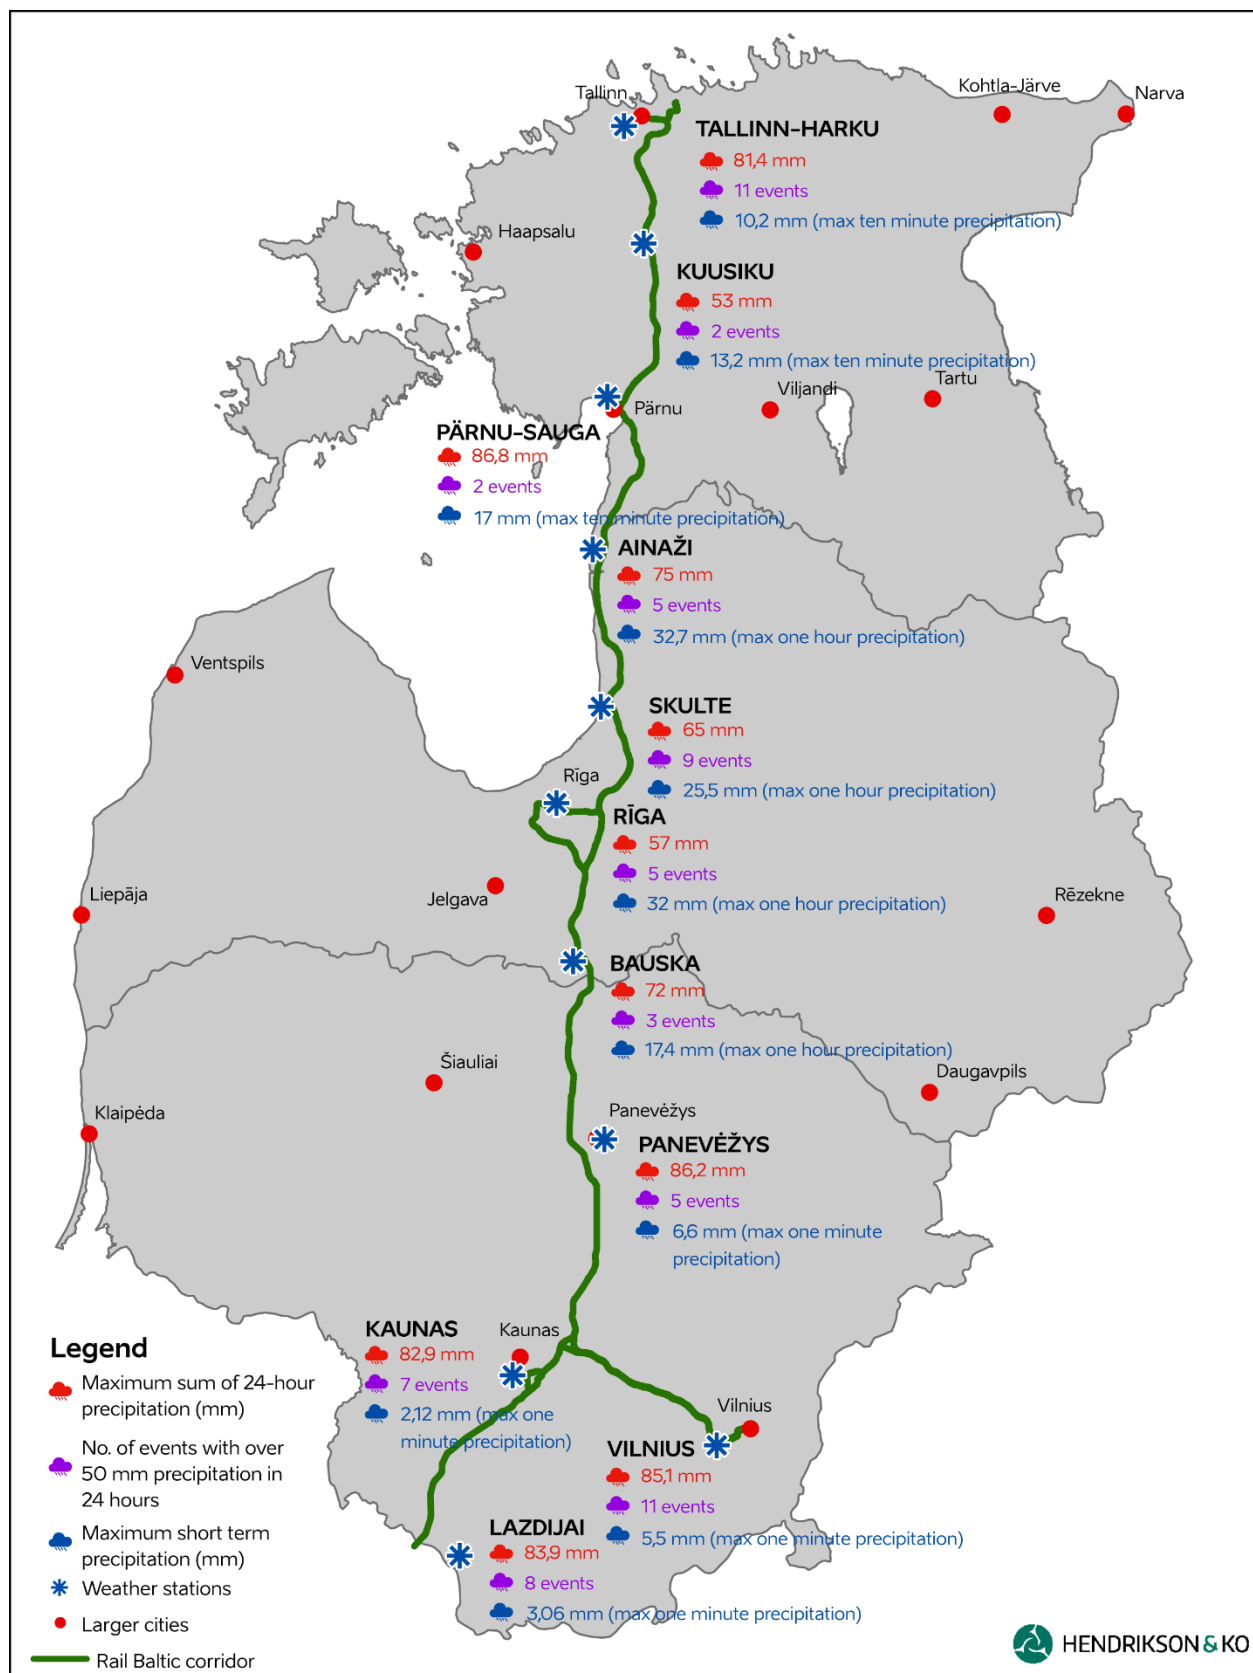 Tallinn
Kohtla-Järve
Narva
TALLINN-HARKU
81,4 mm
11 events
10,2 mm (max ten minute precipitation)
Haapsalu
KUUSIKU
53 mm
2 events
13,2 mm (max ten minute precipitation)
Viljandi
Tartu
Pärnu
PÄRNU-SAUGA
86,8 mm
2 events
17 mm (max ten minute precipitation)
AINAŽI
75 mm
5 events
32,7 mm (max one hour precipitation)
Ventspils
SKULTE
65 mm
9 events
25,5 mm (max one hour precipitation)
Rīga
RĪGA
57 mm
5 events
32 mm (max one hour precipitation)
Jelgava
Liepāja
Rēzekne
BAUSKA
72 mm
3 events
17,4 mm (max one hour precipitation)
Šiauliai
Daugavpils
Klaipėda
Panevėžys
PANEVĖŽYS
86,2 mm
5 events
6,6 mm (max one minute
precipitation)
KAUNAS
Kaunas
82,9 mm
7 events
2,12 mm (max one
minute precipitation)
Vilnius
VILNIUS
85,1 mm
11 events
5,5 mm (max one minute precipitation)
LAZDIJAI
83,9 mm
8 events
3,06 mm (max one minute precipitation)
Legend
Maximum sum of 24-hour
precipitation (mm)
No. of events with over
50 mm precipitation in
24 hours
Maximum short term
precipitation (mm)
Weather stations
Larger cities
Rail Baltic corridor
HENDRIKSON & KO